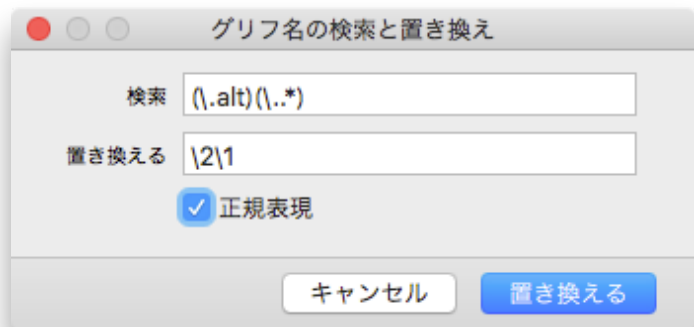 グリフ名の検索と置き換え
検索 (\.alt)(\..*)
置き換える \2\1
正規表現
キャンセル 置き換える